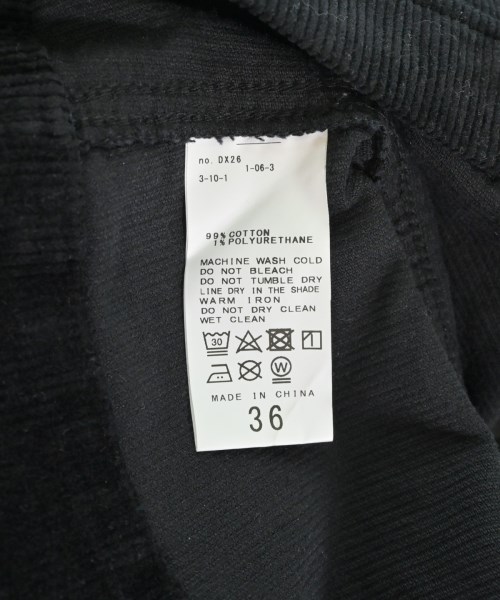 no. DX26
1-06-3
3-10-1
99% COTTON
1% POLYURETHANE
MACHINE WASH COLD
DO NOT BLEACH
DO NOT TUMBLE DRY
LINE DRY IN THE SHADE
WARM IRON
DO NOT DRY CLEAN
WET CLEAN
30
W
MADE IN CHINA
36